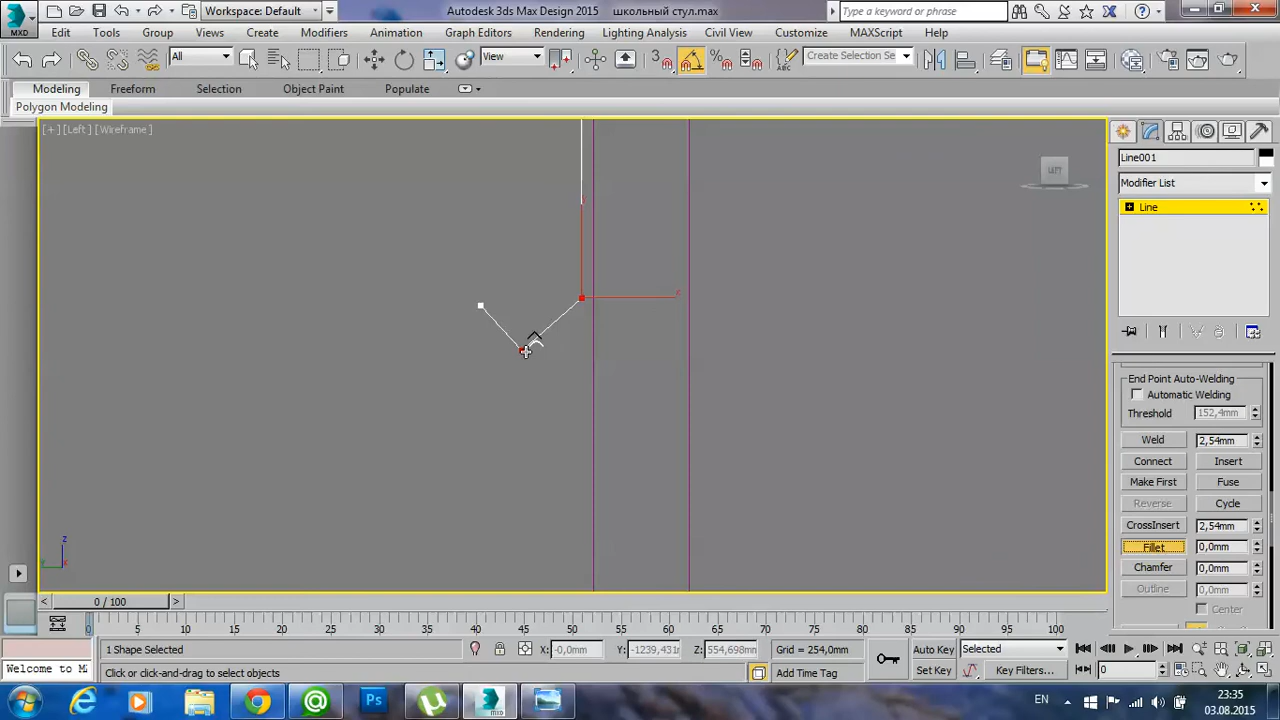 Workspace: Default
Autodesk 3ds Max Design 2015 школьный стул.max
Type a keyword or phrase
MXD
Edit Tools Group Views Create Modifiers Animation Graph Editors Rendering Lighting Analysis Civil View Customize MAXScript Help
All View 3 Create Selection Se
Modeling Freeform Selection Object Paint Populate
Polygon Modeling
[+] [Left] [Wireframe]
Line001
Modifier List
Line
End Point Auto-Welding
Automatic Welding
Threshold 152,4mm
Weld 2,54mm
Connect Insert
Make First Fuse
Reverse Cycle
CrossInsert 2,54mm
Fillet 0,0mm
Chamfer 0,0mm
Outline 0,0mm
Center
z
x
0 / 100
0 5 10 15 20 25 30 35 40 45 50 55 60 65 70 75 80 85 90 95 100
1 Shape Selected X: -0,0mm Y: -1239,431m Z: 554,698mm Grid = 254,0mm Auto Key Selected
Welcome to M Click or click-and-drag to select objects Add Time Tag Set Key Key Filters... 0
Ps MXD EN 23:35
03.08.2015